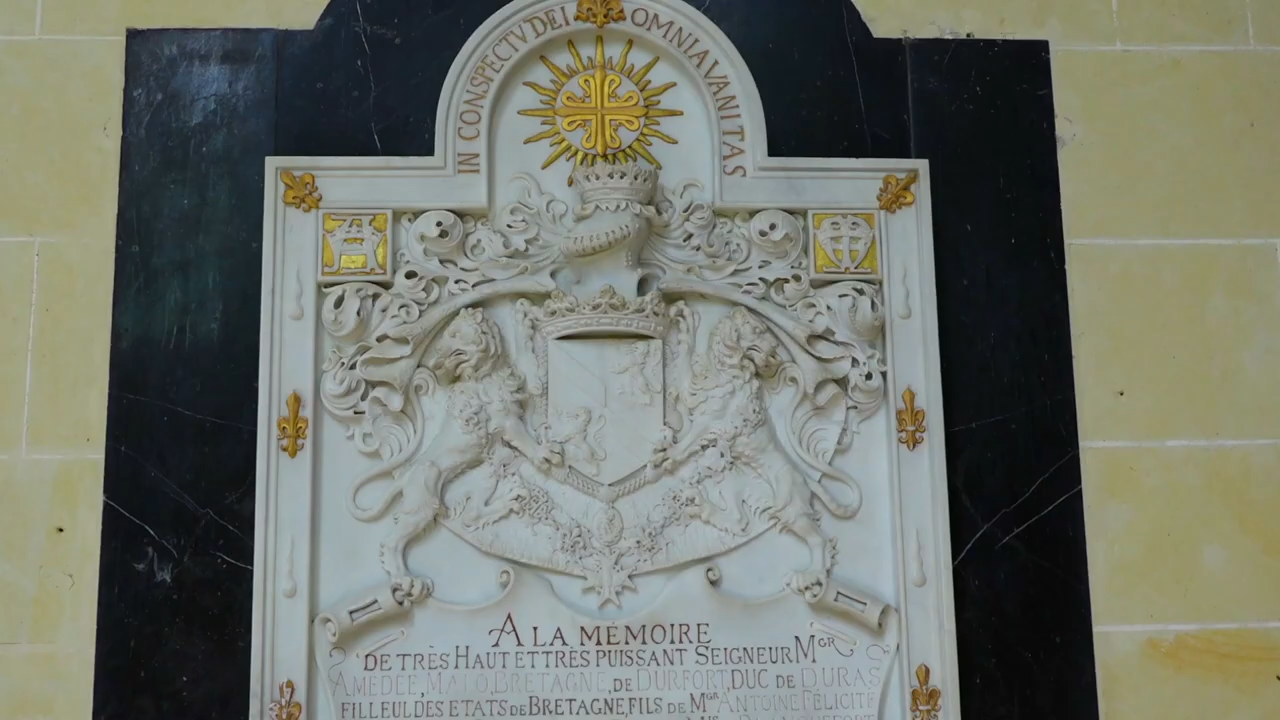 IN CONSPECTV DEI OMNIA VANITAS
A LA MÉMOIRE
DE TRÈS HAUT ET TRÈS PUISSANT SEIGNEUR MGR
AMÉDÉE, MALO, BRETAGNE, DE DURFORT, DUC DE DURAS
FILLEUL DES ETATS DE BRETAGNE, FILS DE MGR ANTOINE FÉLICITÉ